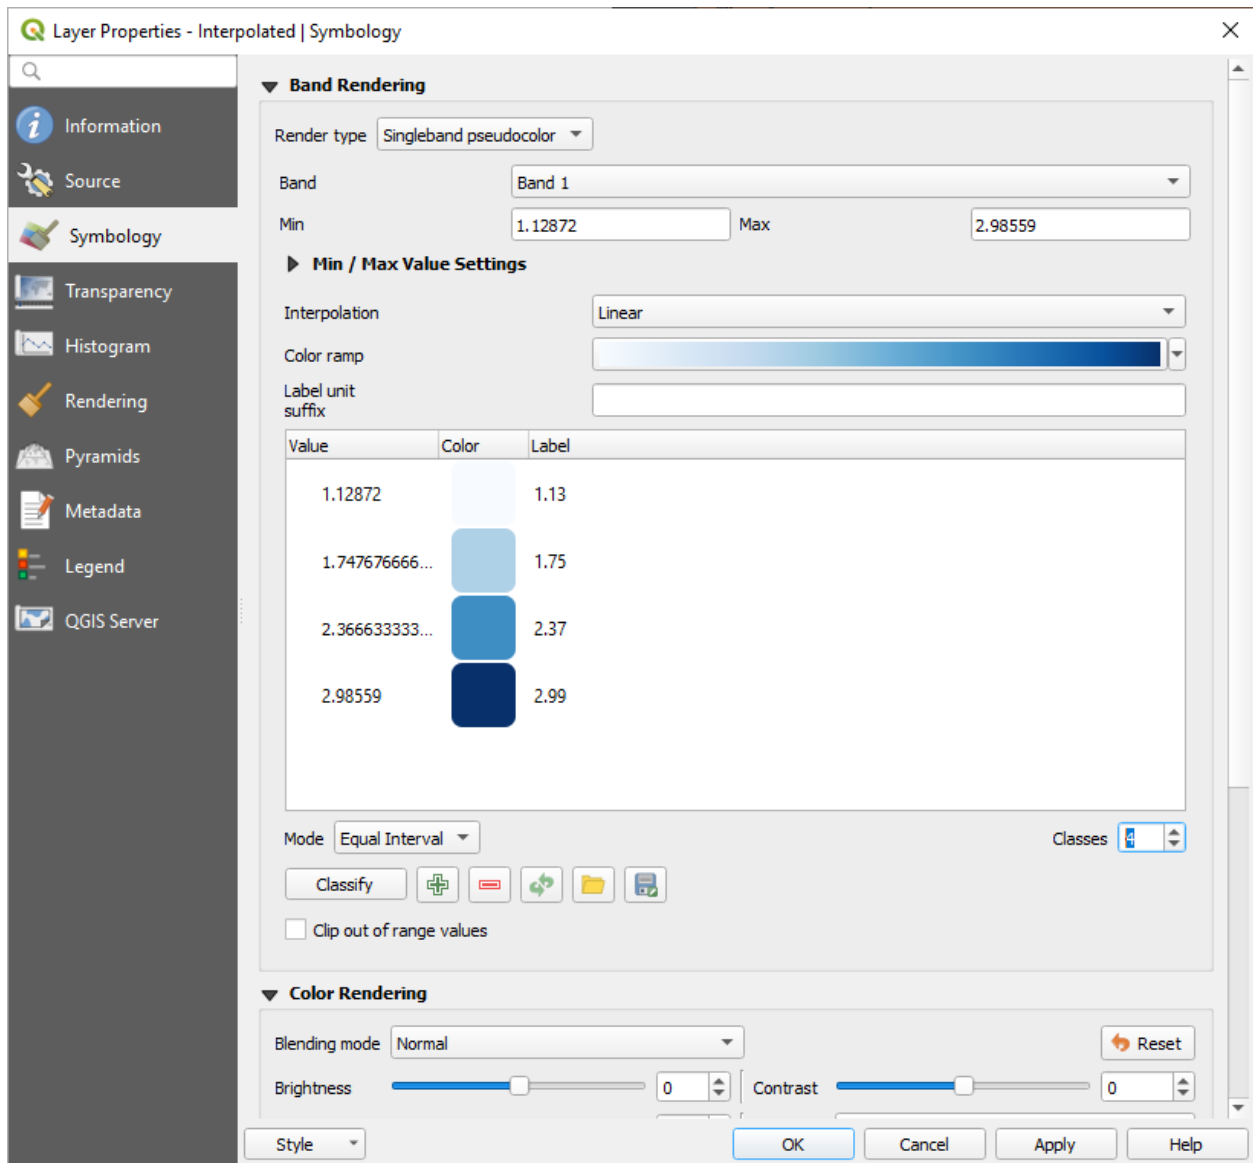 Layer Properties - Interpolated | Symbology
Information
Source
Symbology
Transparency
Histogram
Rendering
Pyramids
Metadata
Legend
QGIS Server
Band Rendering
Render type Singleband pseudocolor
Band Band 1
Min 1.12872 Max 2.98559
Min / Max Value Settings
Interpolation Linear
Color ramp
Label unit
suffix
Value Color Label
1.12872 1.13
1.747676666... 1.75
2.366633333... 2.37
2.98559 2.99
Mode Equal Interval Classes 4
Classify
Clip out of range values
Color Rendering
Blending mode Normal Reset
Brightness 0 Contrast 0
Style OK Cancel Apply Help